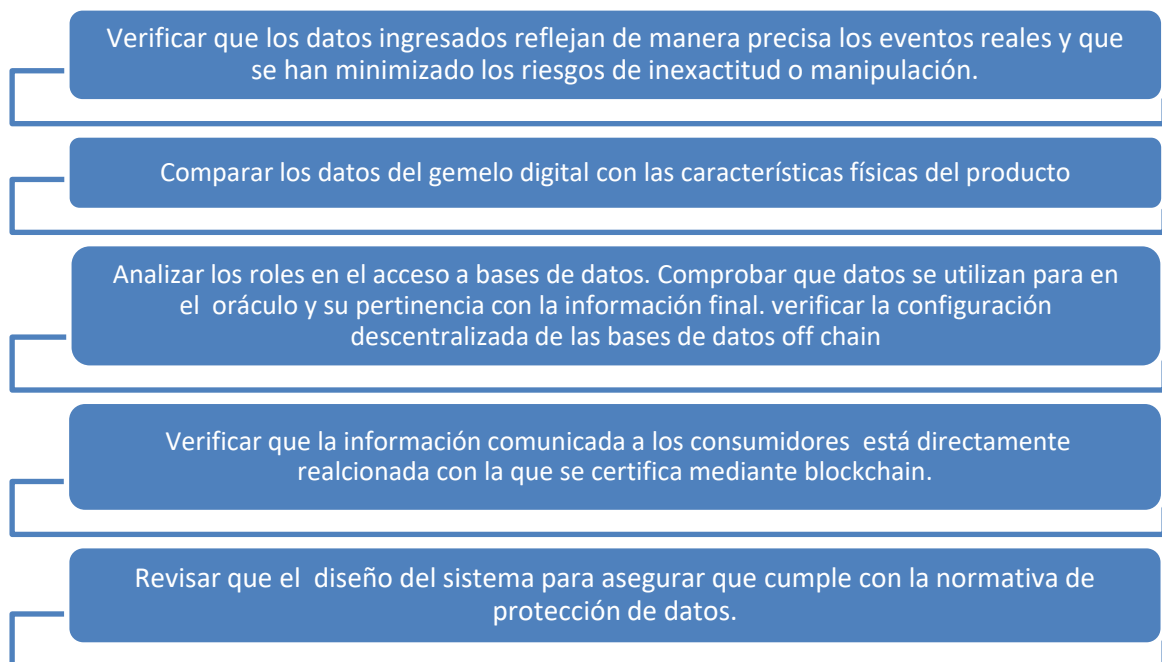 Verificar que los datos ingresados reflejan de manera precisa los eventos reales y que
se han minimizado los riesgos de inexactitud o manipulación.
Comparar los datos del gemelo digital con las características físicas del producto
Analizar los roles en el acceso a bases de datos. Comprobar que datos se utilizan para en
el oráculo y su pertinencia con la información final. verificar la configuración
descentralizada de las bases de datos off chain
Verificar que la información comunicada a los consumidores está directamente
realcionada con la que se certifica mediante blockchain.
Revisar que el diseño del sistema para asegurar que cumple con la normativa de
protección de datos.